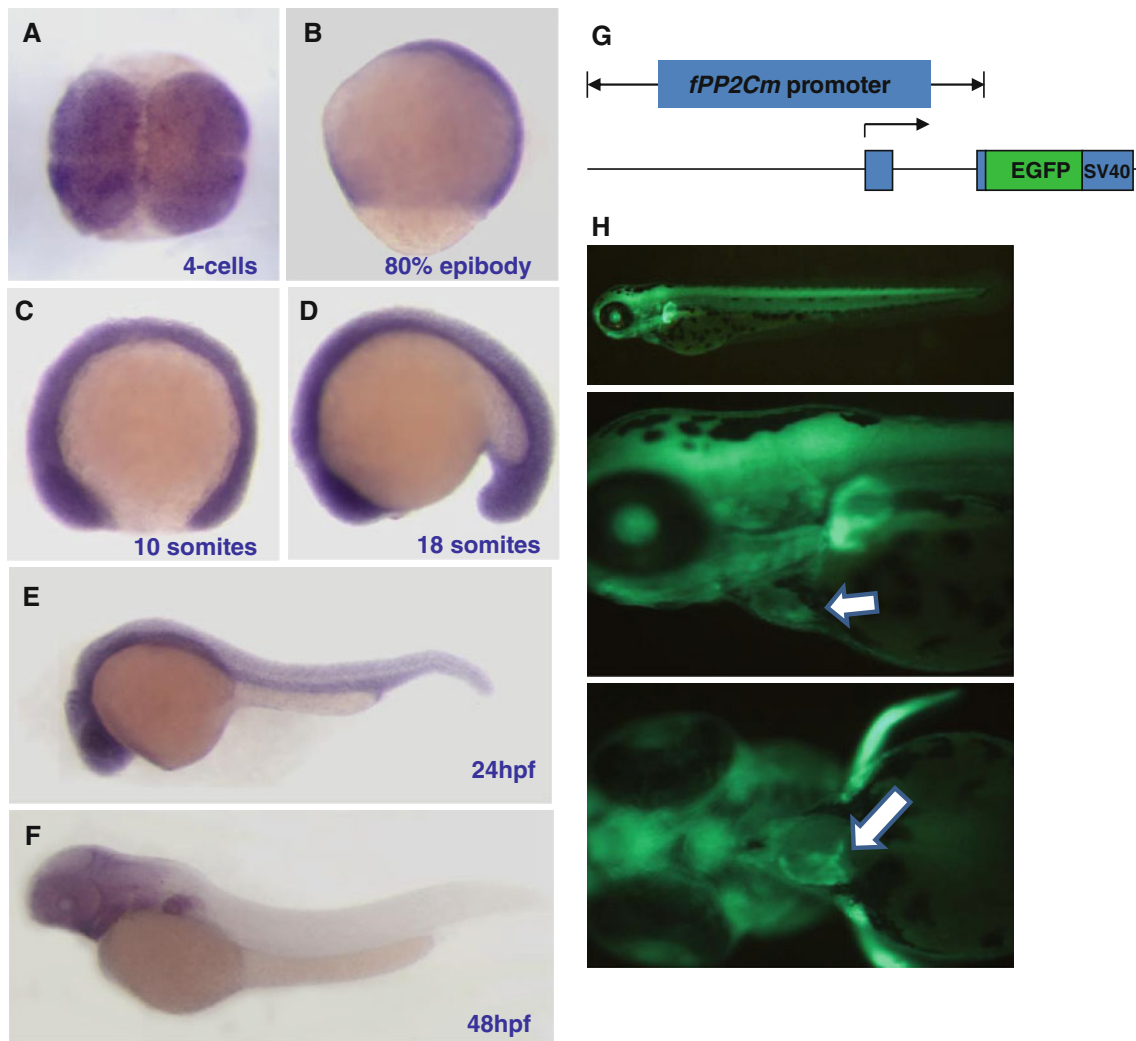 A
4-cells
B
80% epibody
C
10 somites
D
18 somites
E
24hpf
F
48hpf
G
fPP2Cm promoter
EGFP
SV40
H